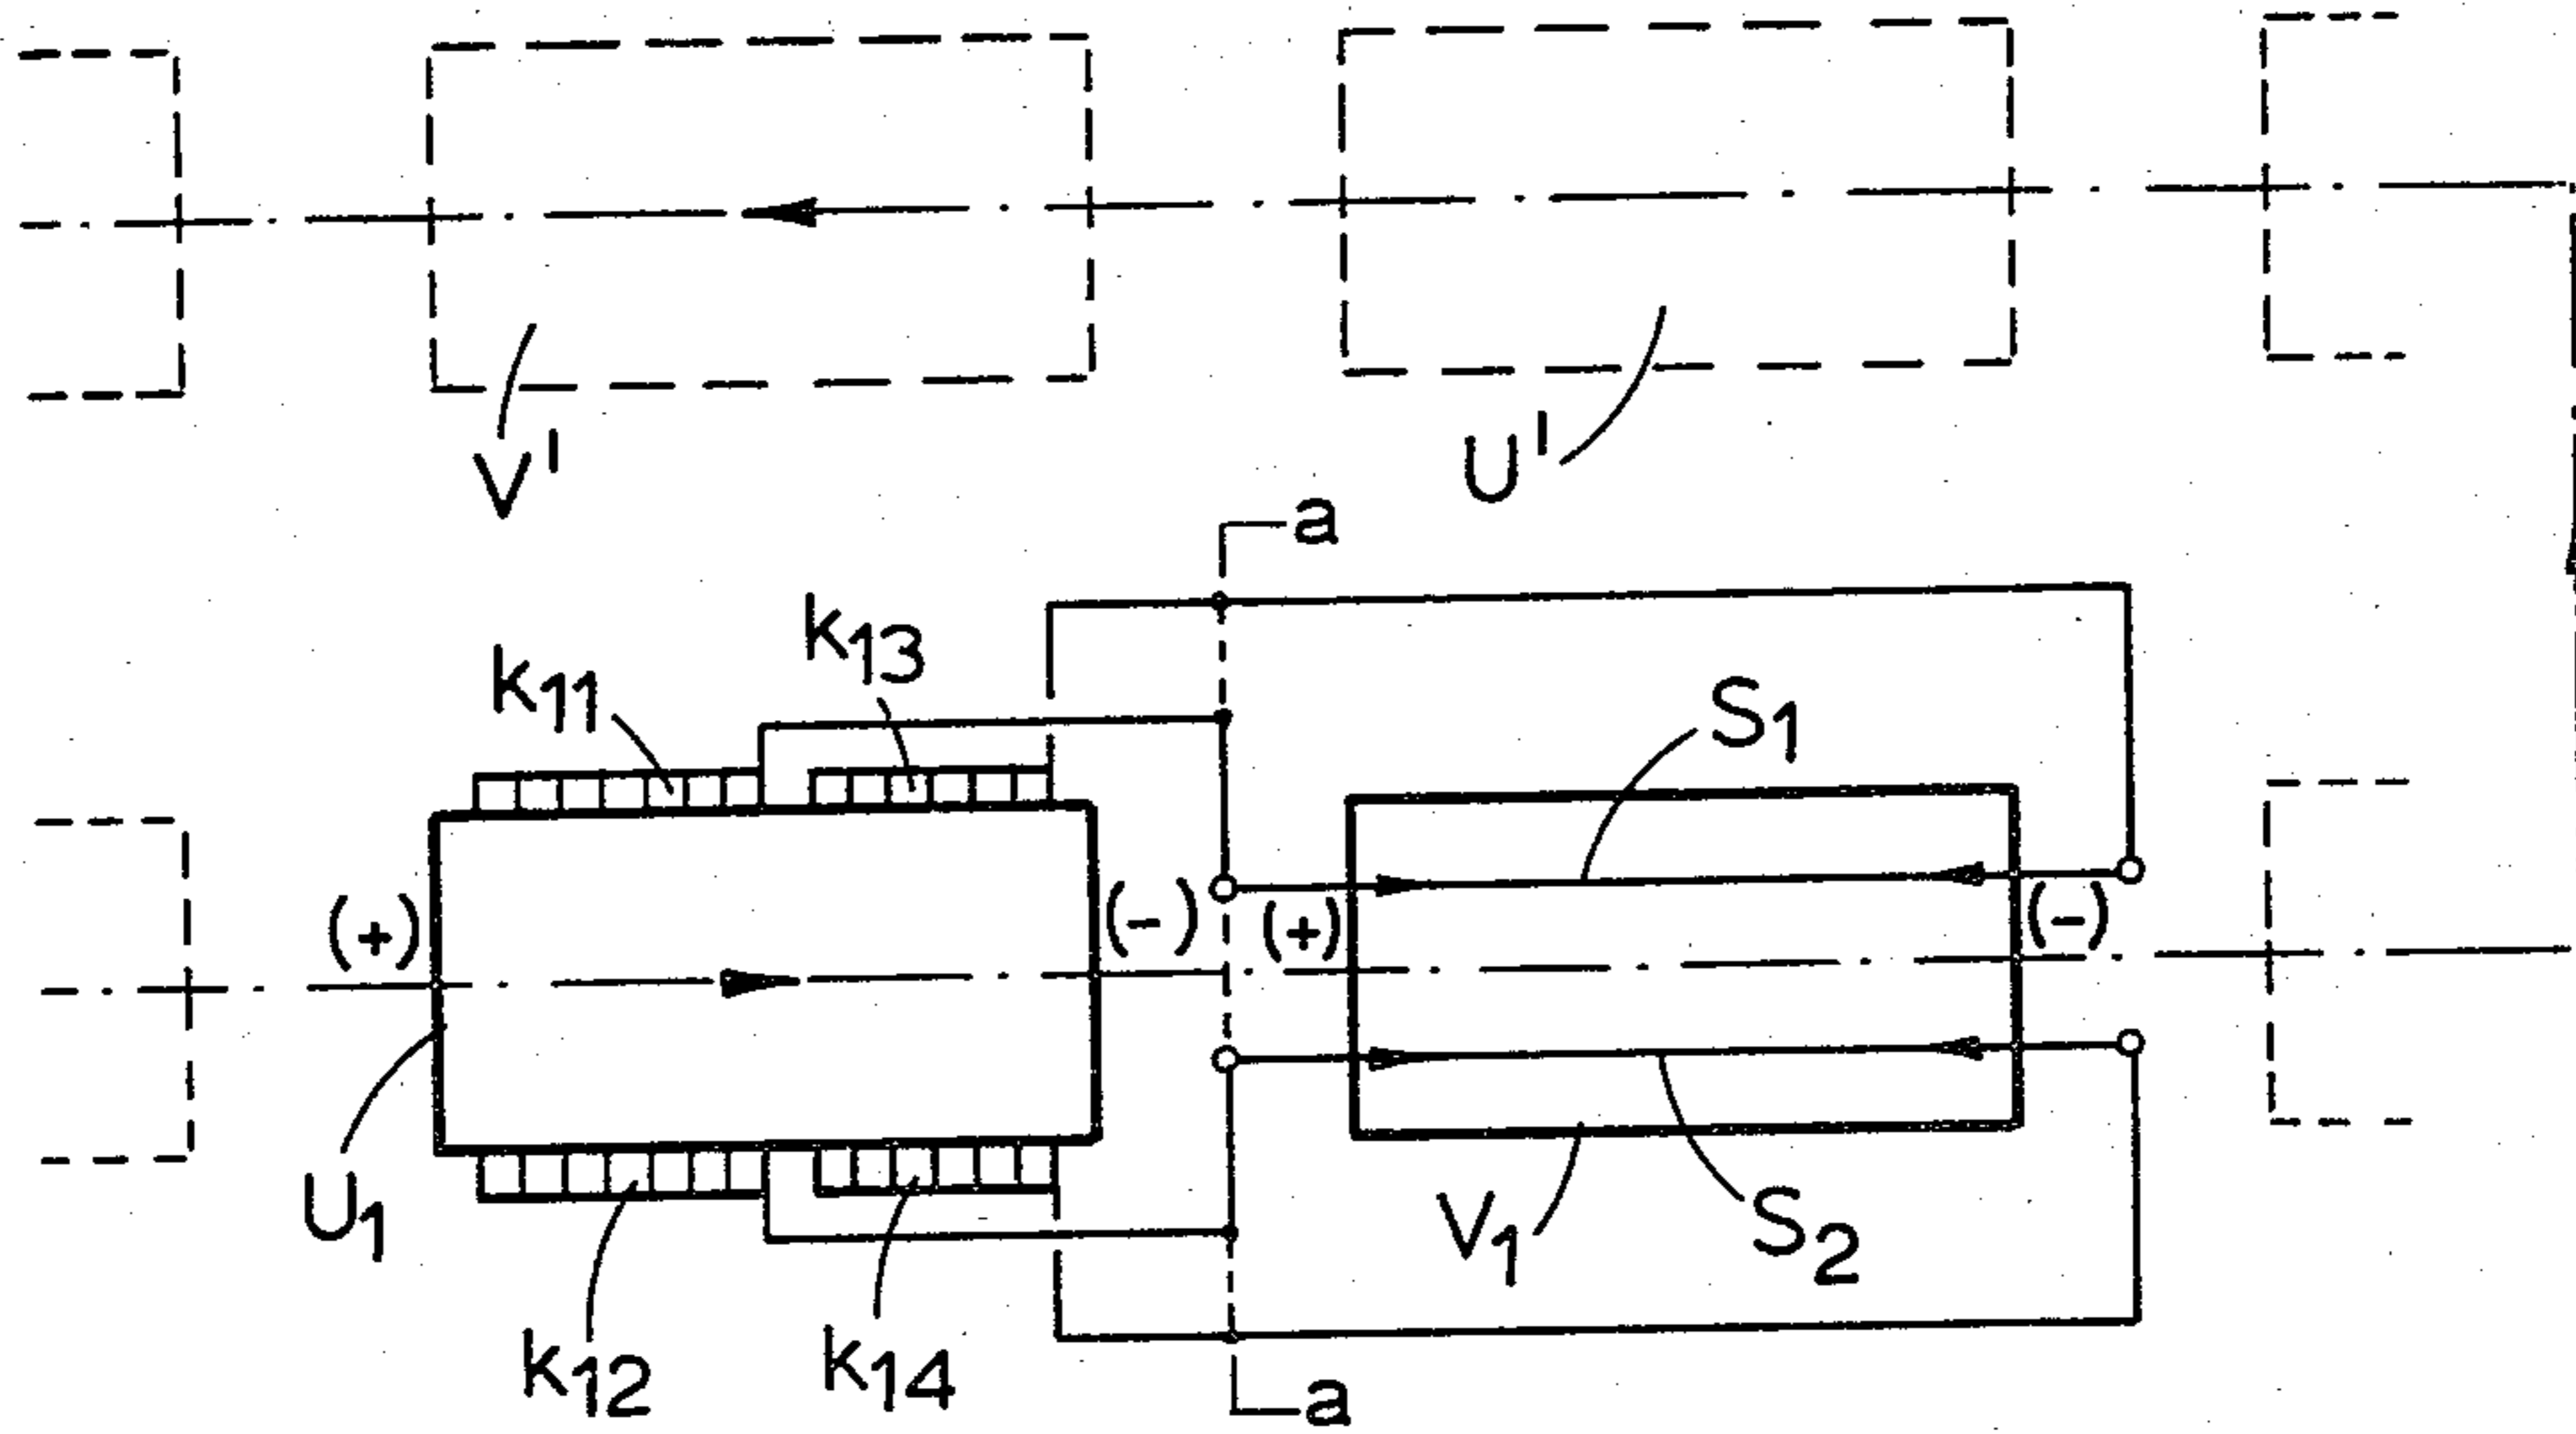 V'
U'
a
k11
k13
S1
(+)
(-)
(+)
(-)
U1
V1
S2
k12
k14
a